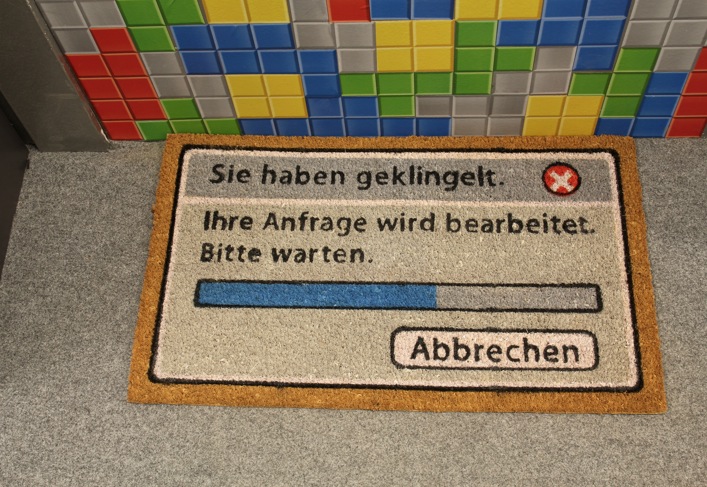 Sie haben geklingelt.
Ihre Anfrage wird bearbeitet.
Bitte warten.
Abbrechen